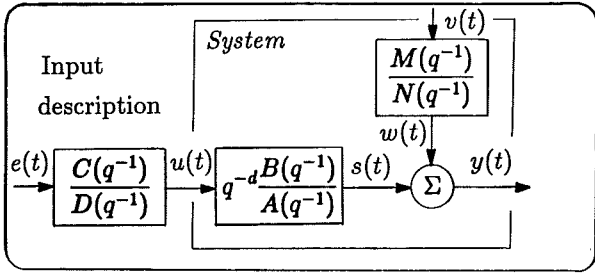 System
v(t)
Input
description
M(q⁻¹)
N(q⁻¹)
w(t)
e(t)
C(q⁻¹)
D(q⁻¹)
u(t)
q⁻ᵈ B(q⁻¹)
A(q⁻¹)
s(t)
Σ
y(t)